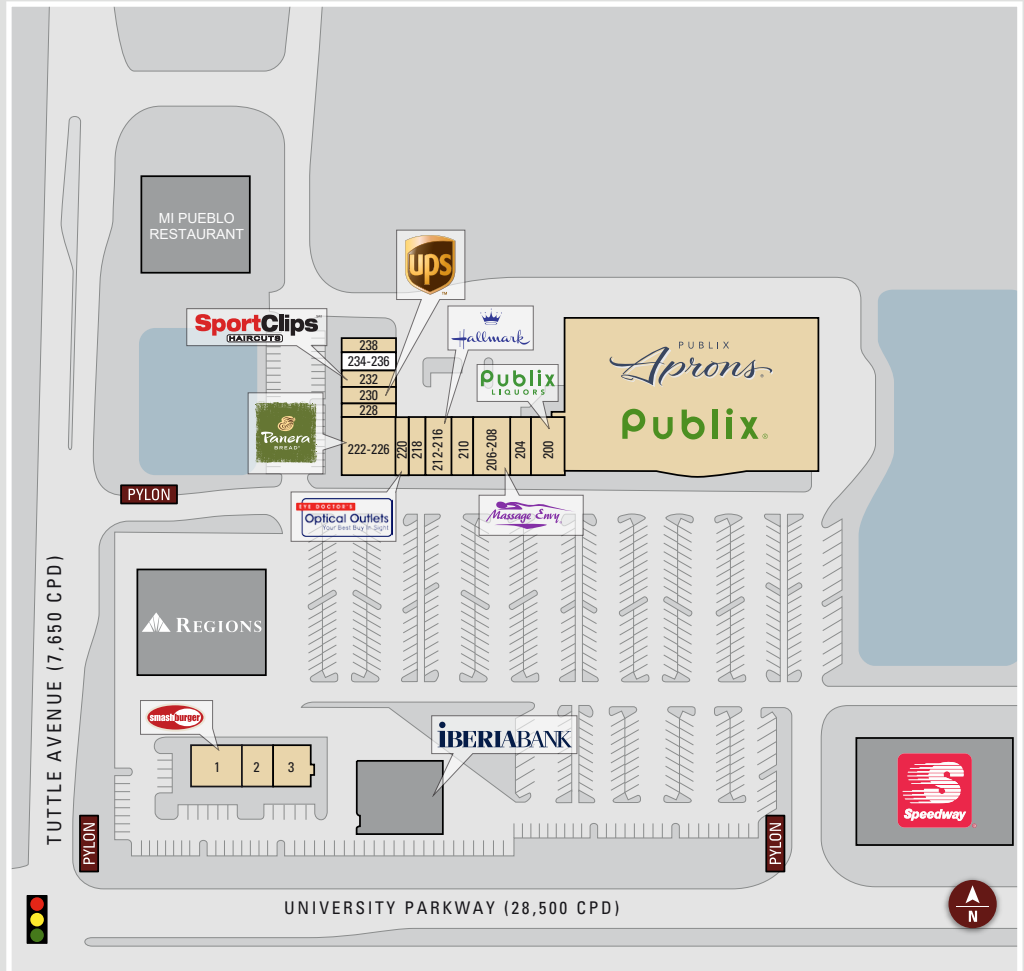 MI PUEBLO
RESTAURANT
ups
SportClips
HAIRCUTS
Hallmark
Publix
LIQUORS
PUBLIX
Aprons
Publix
238
234-236
232
230
228
Panera
BREAD
222-226
220
218
212-216
210
206-208
204
200
PYLON
EYE DOCTOR'S
Optical Outlets
Your Best Buy In Sight
Massage Envy
REGIONS
TUTTLE AVENUE (7,650 CPD)
smashburger
IBERIABANK
1
2
3
S
Speedway
PYLON
PYLON
UNIVERSITY PARKWAY (28,500 CPD)
N